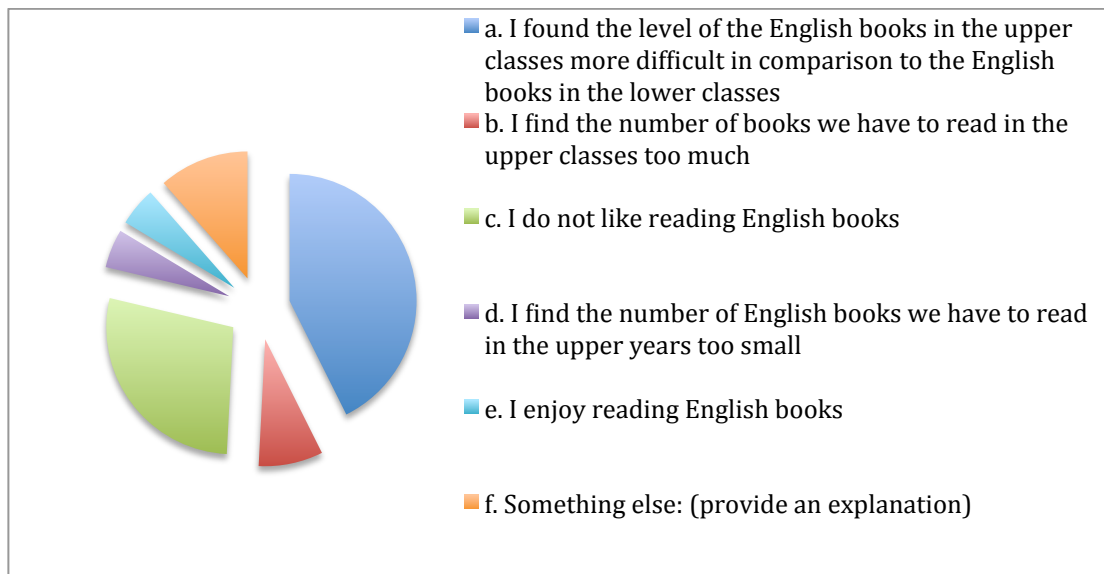 a. I found the level of the English books in the upper
classes more difficult in comparison to the English
books in the lower classes
b. I find the number of books we have to read in the
upper classes too much
c. I do not like reading English books
d. I find the number of English books we have to read
in the upper years too small
e. I enjoy reading English books
f. Something else: (provide an explanation)